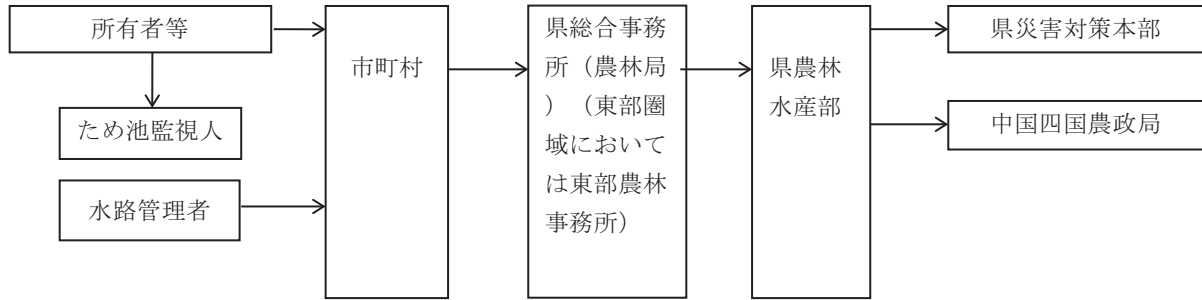 所有者等
ため池監視人
水路管理者
市町村
県総合事務
所（農林局
）（東部圏
域において
は東部農林
事務所）
県農林
水産部
県災害対策本部
中国四国農政局